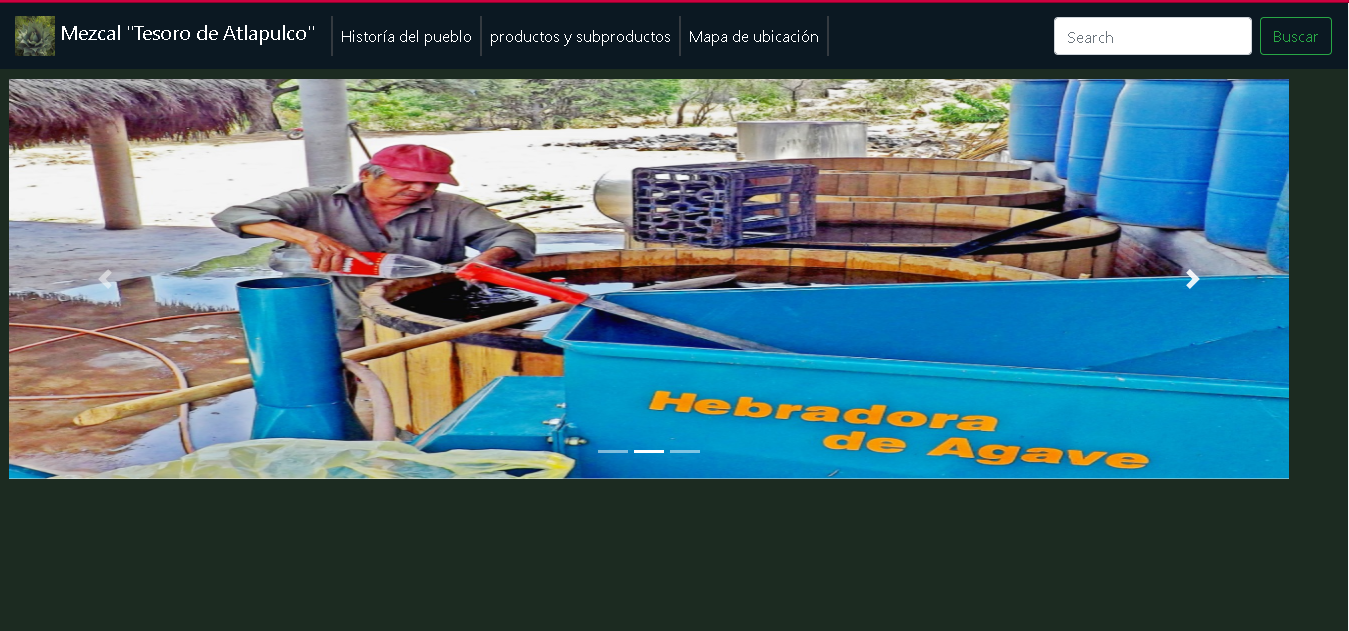 Mezcal "Tesoro de Atlapulco"
Historía del pueblo
productos y subproductos
Mapa de ubicación
Search
Buscar
Hebradora
de Agave